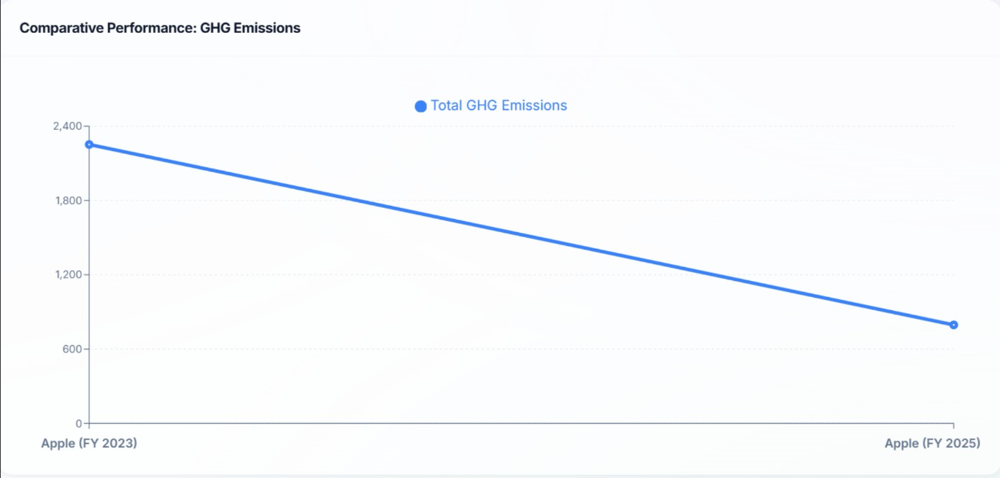 Comparative Performance: GHG Emissions
Total GHG Emissions
2,400
1,800
1,200
600
0
Apple (FY 2023)
Apple (FY 2025)